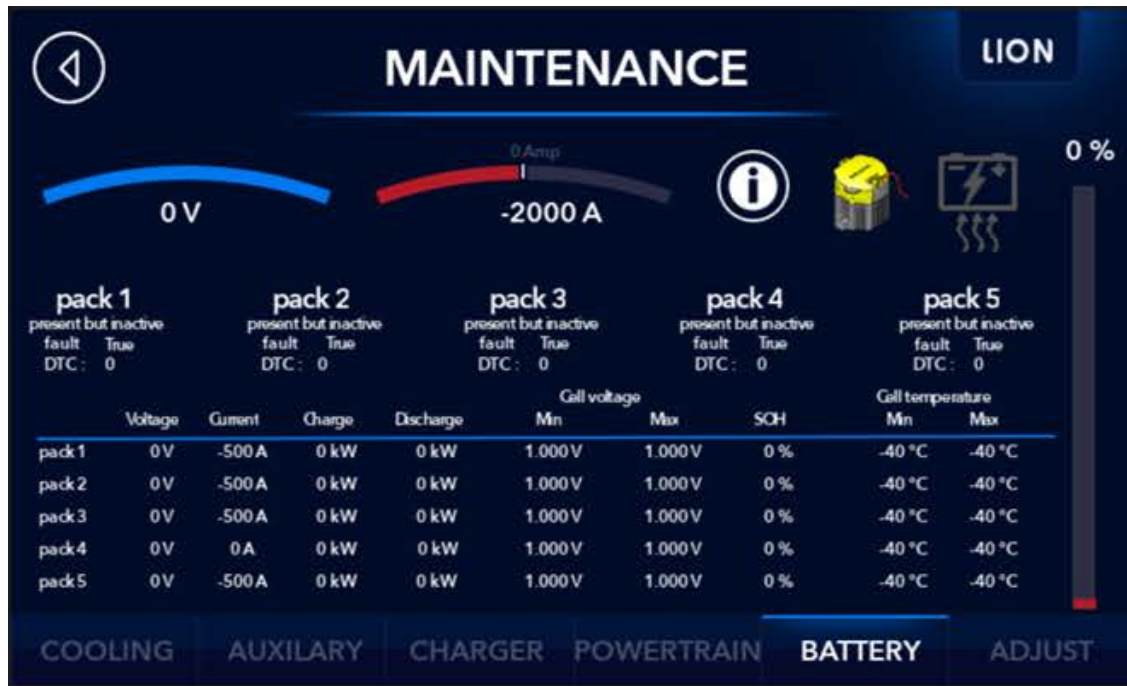 MAINTENANCE
LION
0 Amp
0 %
0 V
-2000 A
pack 1 pack 2 pack 3 pack 4 pack 5
present but inactive present but inactive present but inactive present but inactive present but inactive
fault True fault True fault True fault True fault True
DTC: 0 DTC: 0 DTC: 0 DTC: 0 DTC: 0
Cell voltage Cell temperature
Voltage Current Charge Discharge Min Max SOH Min Max
pack 1 0 V -500 A 0 kW 0 kW 1.000 V 1.000 V 0 % -40 °C -40 °C
pack 2 0 V -500 A 0 kW 0 kW 1.000 V 1.000 V 0 % -40 °C -40 °C
pack 3 0 V -500 A 0 kW 0 kW 1.000 V 1.000 V 0 % -40 °C -40 °C
pack 4 0 V 0 A 0 kW 0 kW 1.000 V 1.000 V 0 % -40 °C -40 °C
pack 5 0 V -500 A 0 kW 0 kW 1.000 V 1.000 V 0 % -40 °C -40 °C
COOLING AUXILARY CHARGER POWERTRAIN BATTERY ADJUST